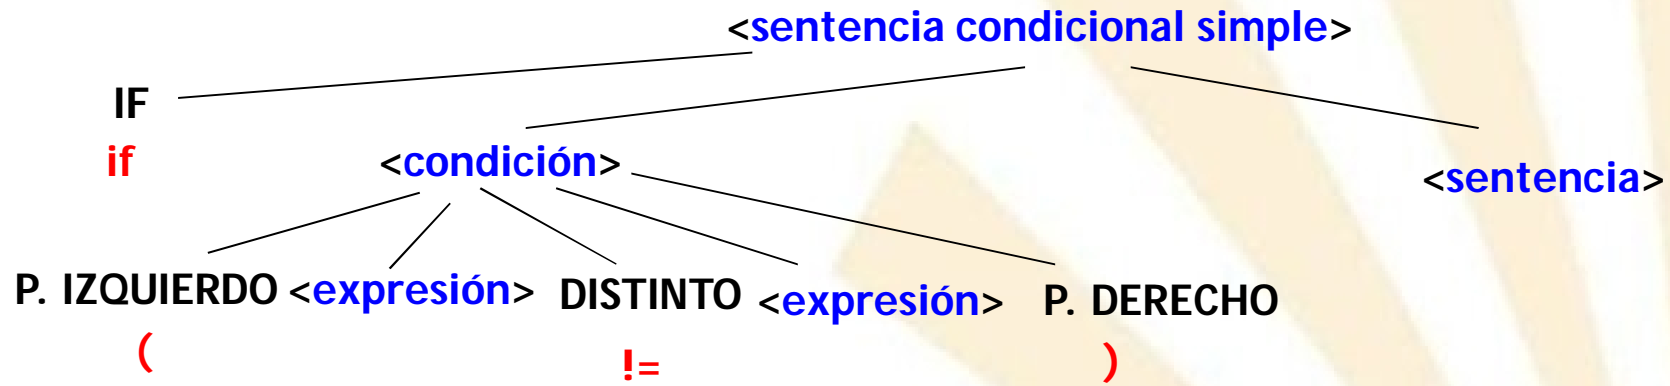 <sentencia condicional simple>
IF
if
<condición>
<sentencia>
P. IZQUIERDO <expresión> DISTINTO <expresión> P. DERECHO
( != )